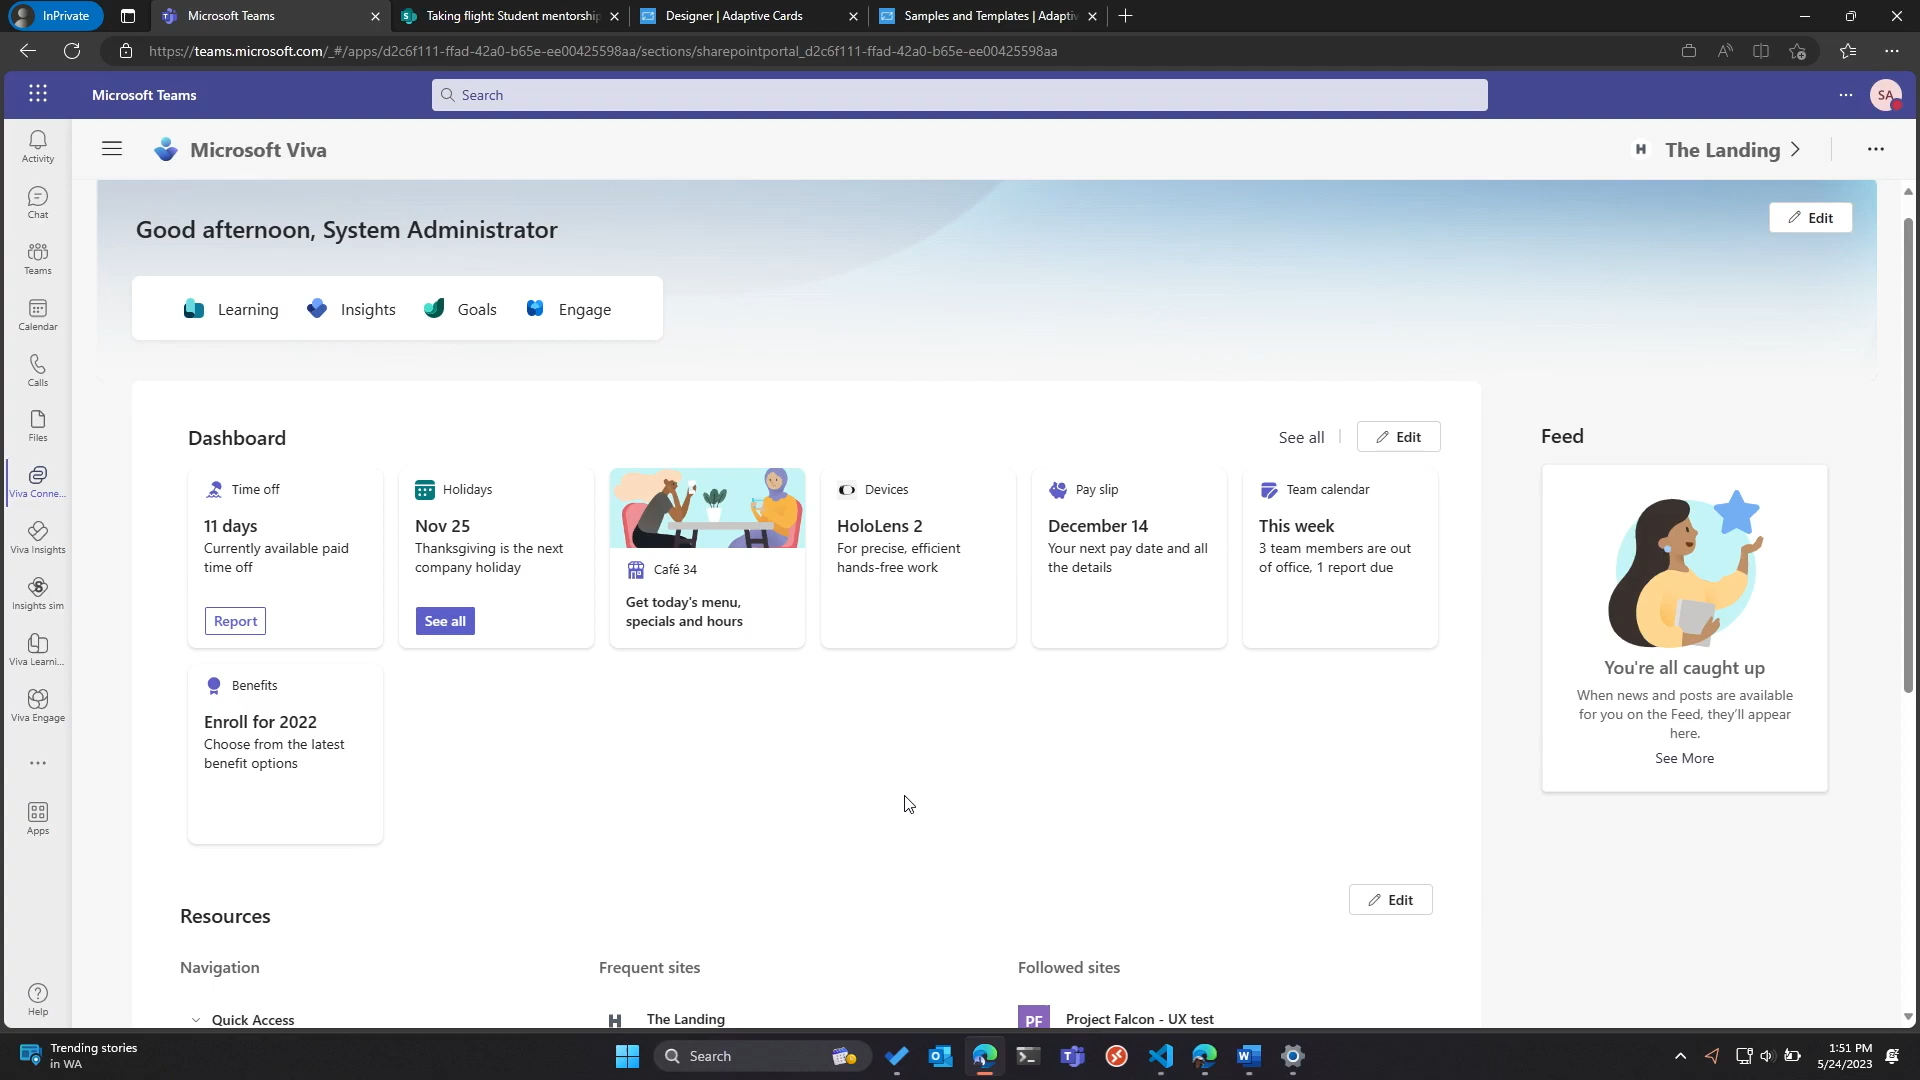 InPrivate
Microsoft Teams
Taking flight: Student mentorship
Designer | Adaptive Cards
Samples and Templates | Adaptiv
https://teams.microsoft.com/_#/apps/d2c6f111-ffad-42a0-b65e-ee00425598aa/sections/sharepointportal_d2c6f111-ffad-42a0-b65e-ee00425598aa
Microsoft Teams
Search
SA
Activity
Chat
Teams
Calendar
Calls
Files
Viva Conne...
Viva Insights
Insights sim
Viva Learni...
Viva Engage
Apps
Help
Microsoft Viva
H The Landing
Good afternoon, System Administrator
Edit
Learning
Insights
Goals
Engage
Dashboard
See all
Edit
Time off
11 days
Currently available paid
time off
Report
Holidays
Nov 25
Thanksgiving is the next
company holiday
See all
Café 34
Get today's menu,
specials and hours
Devices
HoloLens 2
For precise, efficient
hands-free work
Pay slip
December 14
Your next pay date and all
the details
Team calendar
This week
3 team members are out
of office, 1 report due
Benefits
Enroll for 2022
Choose from the latest
benefit options
Feed
You're all caught up
When news and posts are available
for you on the Feed, they'll appear
here.
See More
Resources
Edit
Navigation
Frequent sites
Followed sites
Quick Access
H The Landing
PF Project Falcon - UX test
Trending stories
in WA
Search
1:51 PM
5/24/2023